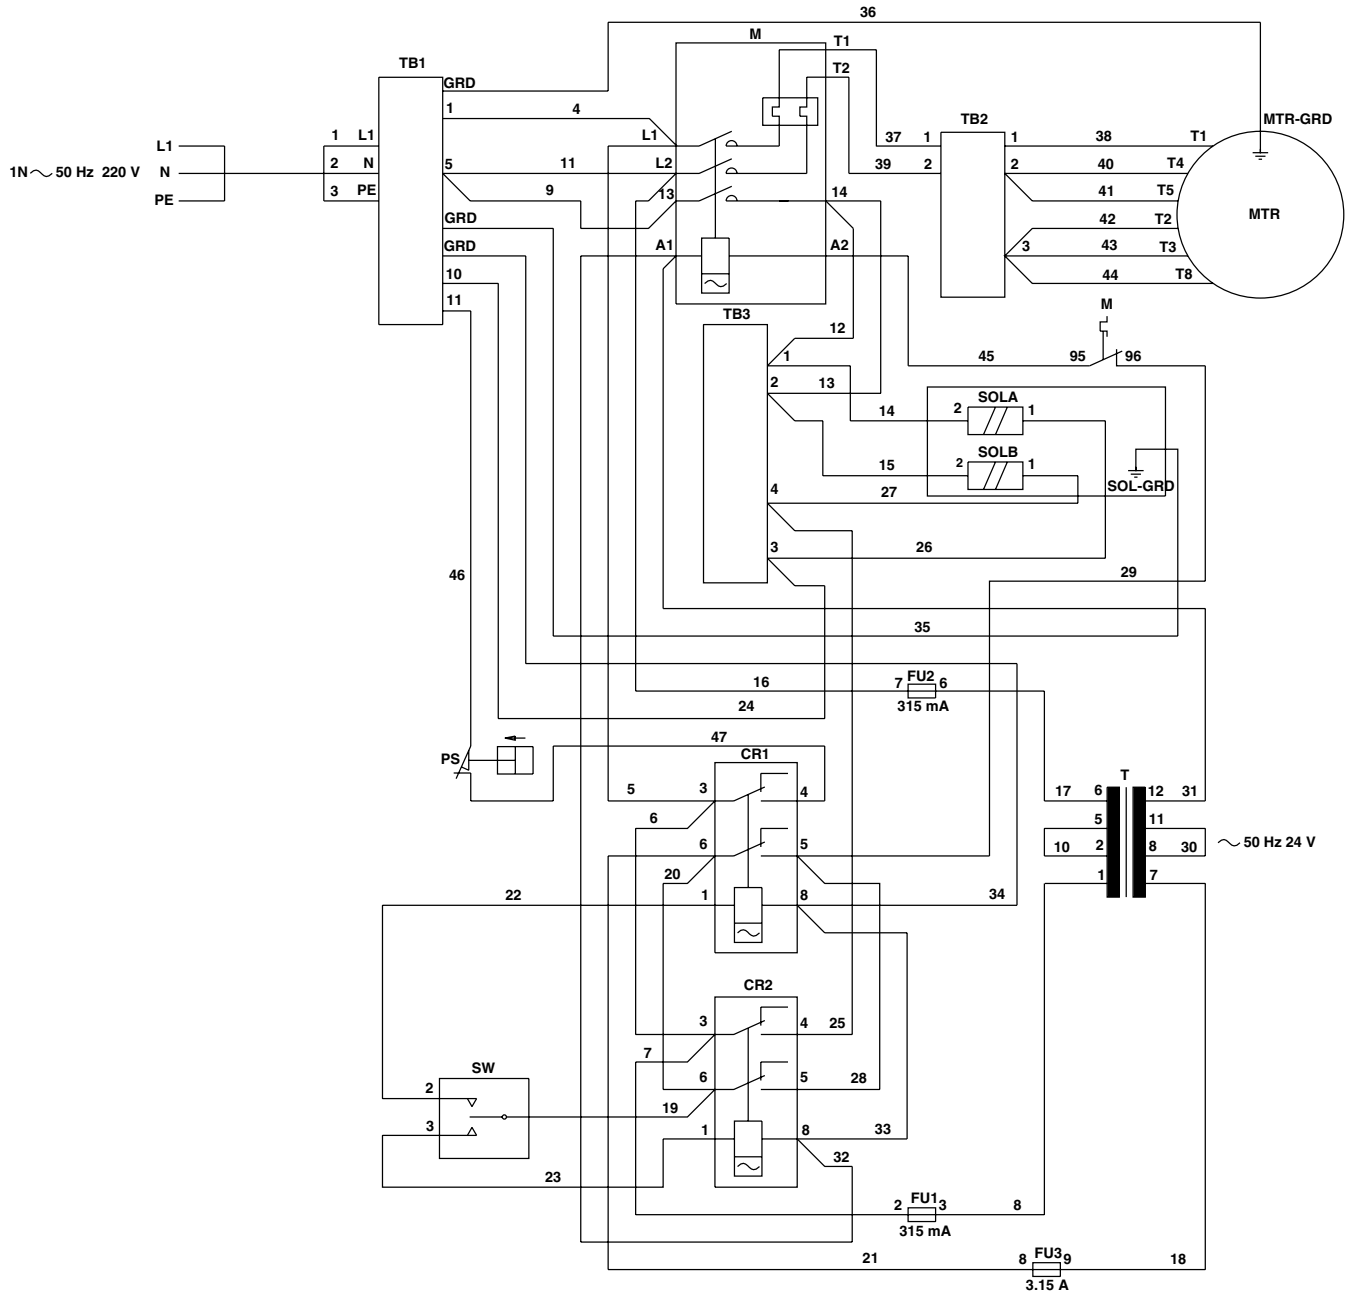 36
M
T1
TB1
T2
GRD
1
4
TB2
MTR-GRD
1 L1
L1
L1
37
1
1
38
T1
1N 50 Hz 220 V
N
2 N
5
11
L2
39
2
2
40
T4
PE
3 PE
9
13
14
41
T5
MTR
GRD
42
T2
GRD
A1
A2
3
43
T3
10
44
T8
11
TB3
M
12
1
45
95
96
2
13
SOLA
14
2
1
SOLB
15
2
1
4
27
SOL-GRD
3
26
46
29
35
16
7
FU2
6
315 mA
24
47
PS
CR1
T
5
3
4
17
6
12
31
6
5
11
6
5
10
2
8
30
50 Hz 24 V
20
1
7
22
1
8
34
CR2
3
4
25
7
SW
6
5
28
2
19
3
1
8
33
32
23
2
FU1
3
8
315 mA
21
8
FU3
9
18
3.15 A